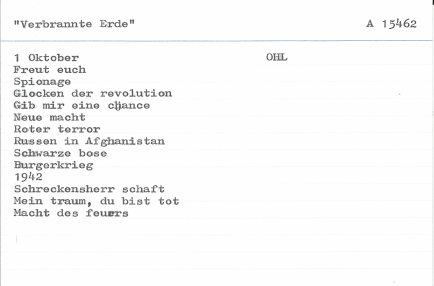 "Verbrannte Erde" A 15462
1 Oktober OHL
Freut euch
Spionage
Glocken der revolution
Gib mir eine chance
Neue macht
Roter terror
Russen in Afghanistan
Schwarze bose
Burgerkrieg
1942
Schreckensherr schaft
Mein traum, du bist tot
Macht des feuers